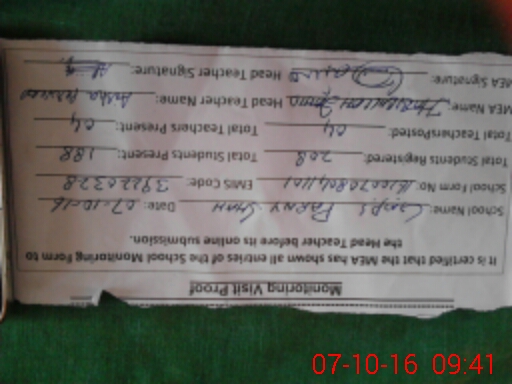 Monitoring Visit Proof
It is certified that the MEA has shown all entries of the School Monitoring Form to
the Head Teacher before its online submission.
School Name: G.M.P.S Date: 07-10-16
School Form No: EMIS Code: 39220328
Total Students Registered: 208 Total Students Present: 188
Total TeachersPosted: 04 Total Teachers Present: 04
MEA Name: Head Teacher Name:
MEA Signature: Head Teacher Signature:
07-10-16 09:41